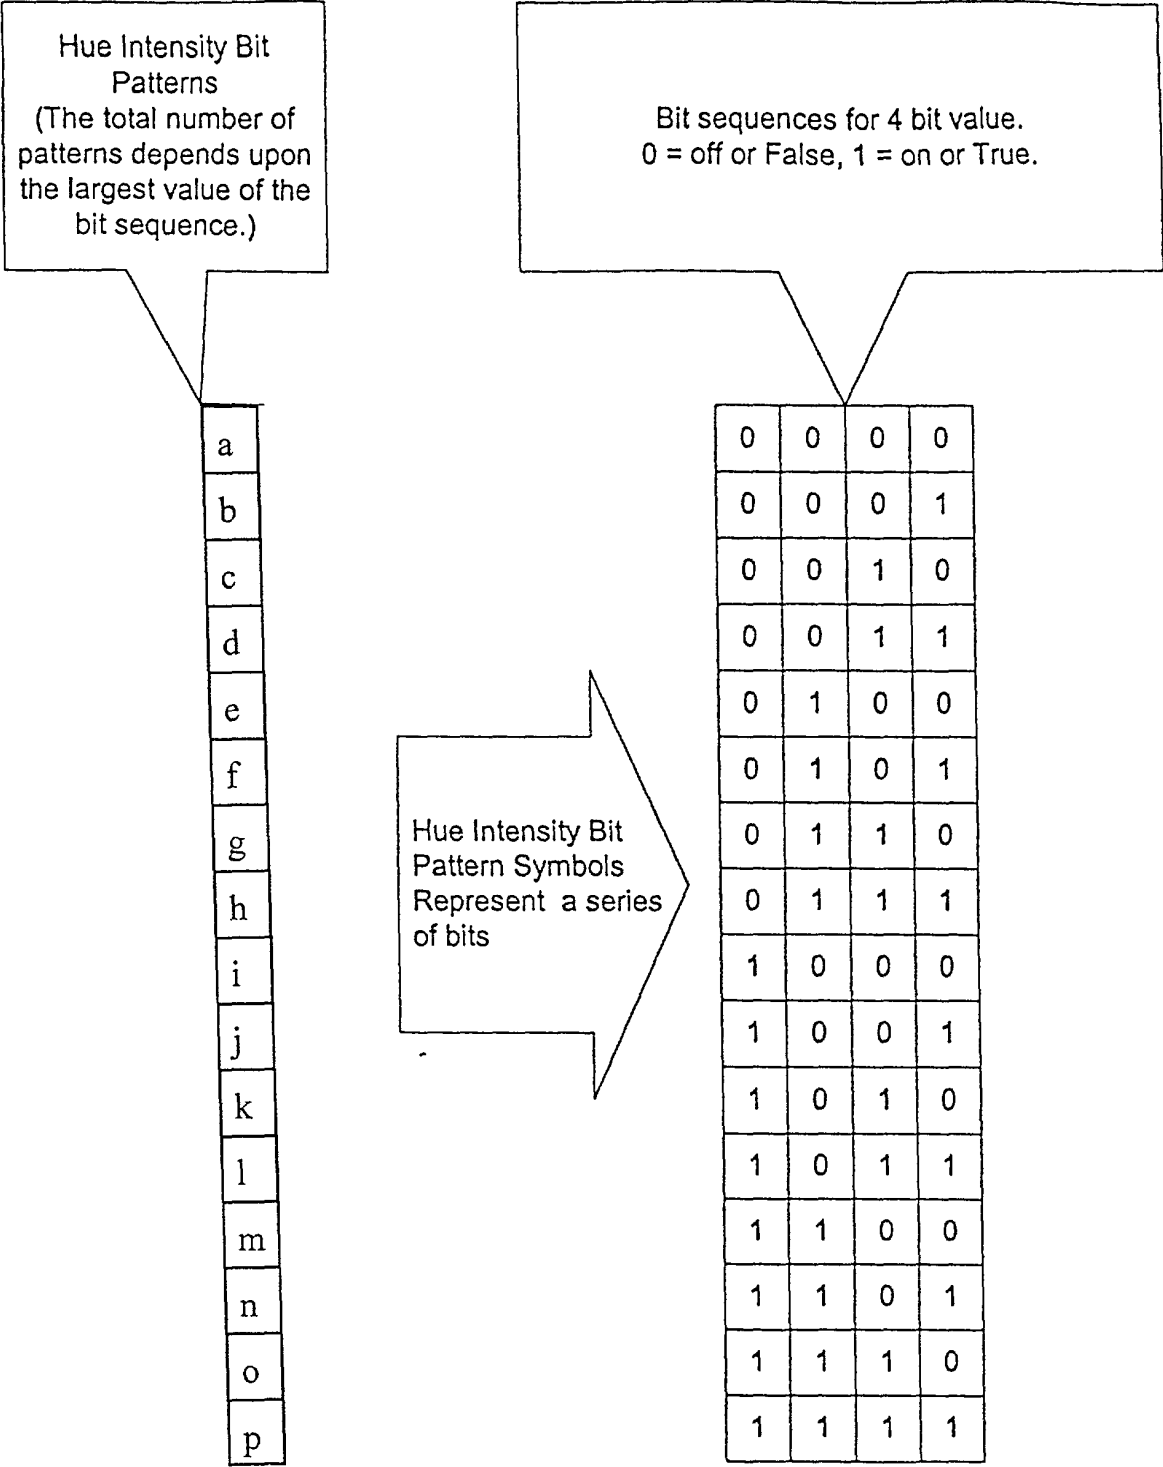 Hue Intensity Bit
Patterns
(The total number of
patterns depends upon
the largest value of the
bit sequence.)
Bit sequences for 4 bit value.
0 = off or False, 1 = on or True.
a 0 0 0 0
b 0 0 0 1
c 0 0 1 0
d 0 0 1 1
e 0 1 0 0
f 0 1 0 1
g 0 1 1 0
h 0 1 1 1
i 1 0 0 0
j 1 0 0 1
k 1 0 1 0
l 1 0 1 1
m 1 1 0 0
n 1 1 0 1
o 1 1 1 0
p 1 1 1 1
Hue Intensity Bit
Pattern Symbols
Represent a series
of bits